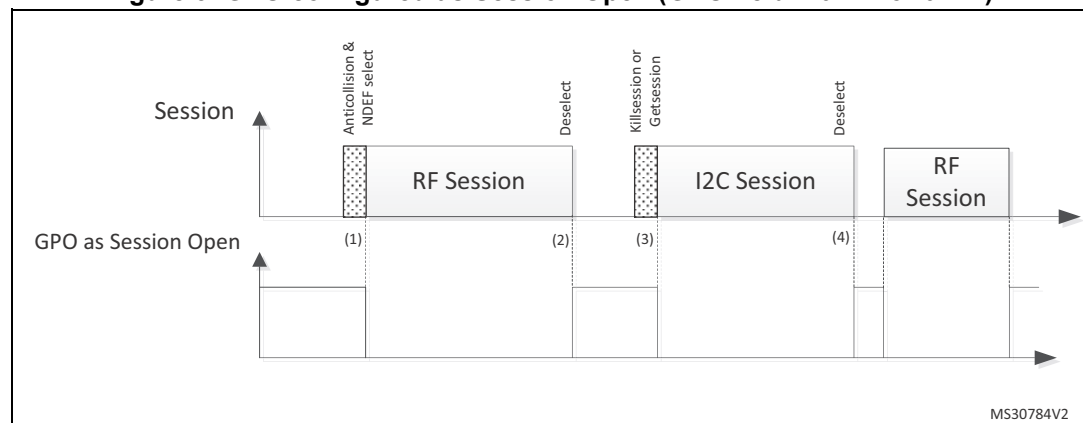 Session
Anticollision &
NDEF select
Deselect
Killsession or
Getsession
Deselect
RF Session
I2C Session
RF
Session
GPO as Session Open
(1)
(2)
(3)
(4)
MS30784V2